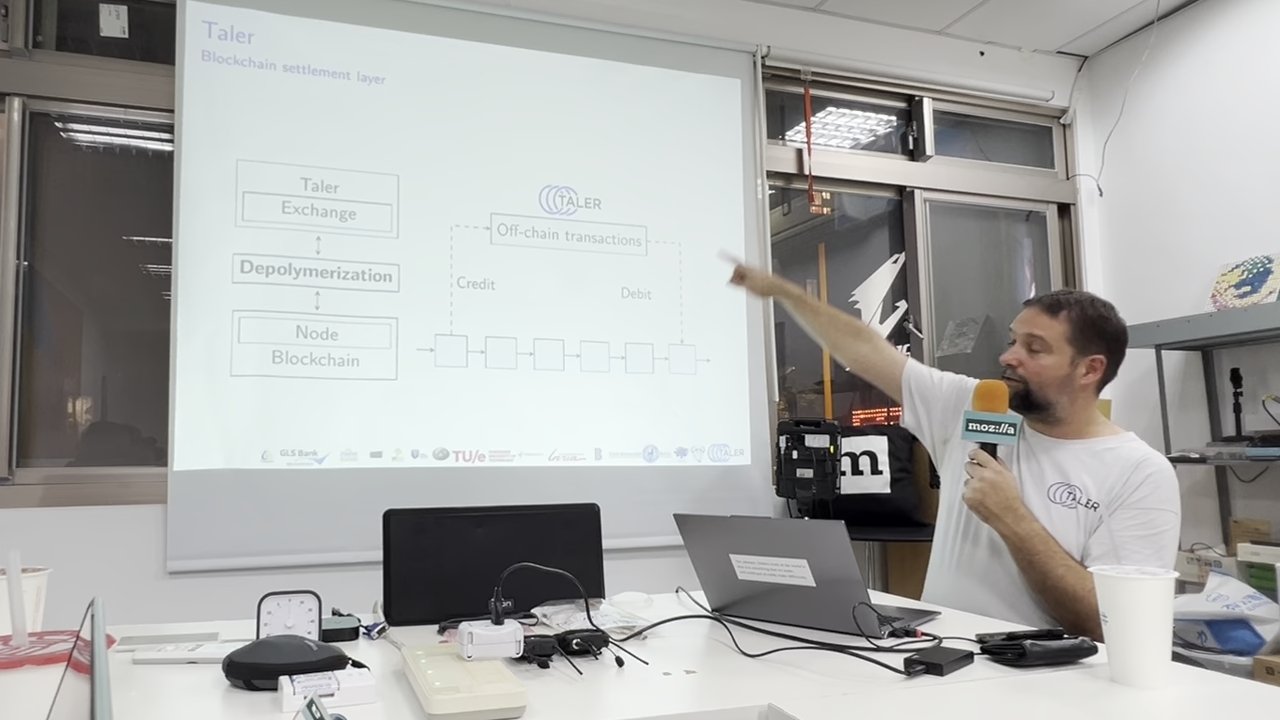 Taler
Blockchain settlement layer
Taler
Exchange
Depolymerization
Node
Blockchain
TALER
Off-chain transactions
Credit
Debit
GLS Bank
TU/e
TALER
moz://a
TALER
m